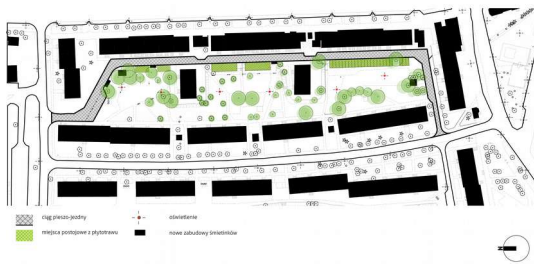 ciąg pieszo-jezdny
oświetlenie
miejsca postojowe z płytotrawu
nowe zabudowy śmietników